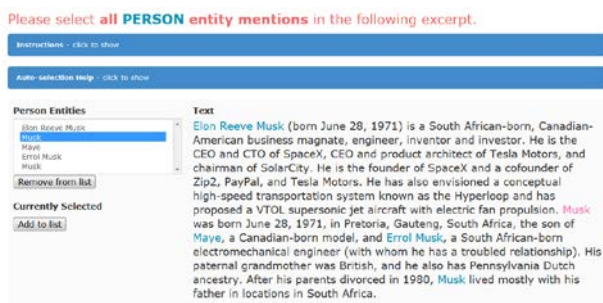 Please select all PERSON entity mentions in the following excerpt.
Instructions - click to show
Auto-selection Help - click to show
Person Entities
Elon Reeve Musk
Musk
Maye
Errol Musk
Musk
Remove from list
Currently Selected
Add to list
Text
Elon Reeve Musk (born June 28, 1971) is a South African-born, Canadian-
American business magnate, engineer, inventor and investor. He is the
CEO and CTO of SpaceX, CEO and product architect of Tesla Motors, and
chairman of SolarCity. He is the founder of SpaceX and a cofounder of
Zip2, PayPal, and Tesla Motors. He has also envisioned a conceptual
high-speed transportation system known as the Hyperloop and has
proposed a VTOL supersonic jet aircraft with electric fan propulsion. Musk
was born June 28, 1971, in Pretoria, Gauteng, South Africa, the son of
Maye, a Canadian-born model, and Errol Musk, a South African-born
electromechanical engineer (with whom he has a troubled relationship). His
paternal grandmother was British, and he also has Pennsylvania Dutch
ancestry. After his parents divorced in 1980, Musk lived mostly with his
father in locations in South Africa.